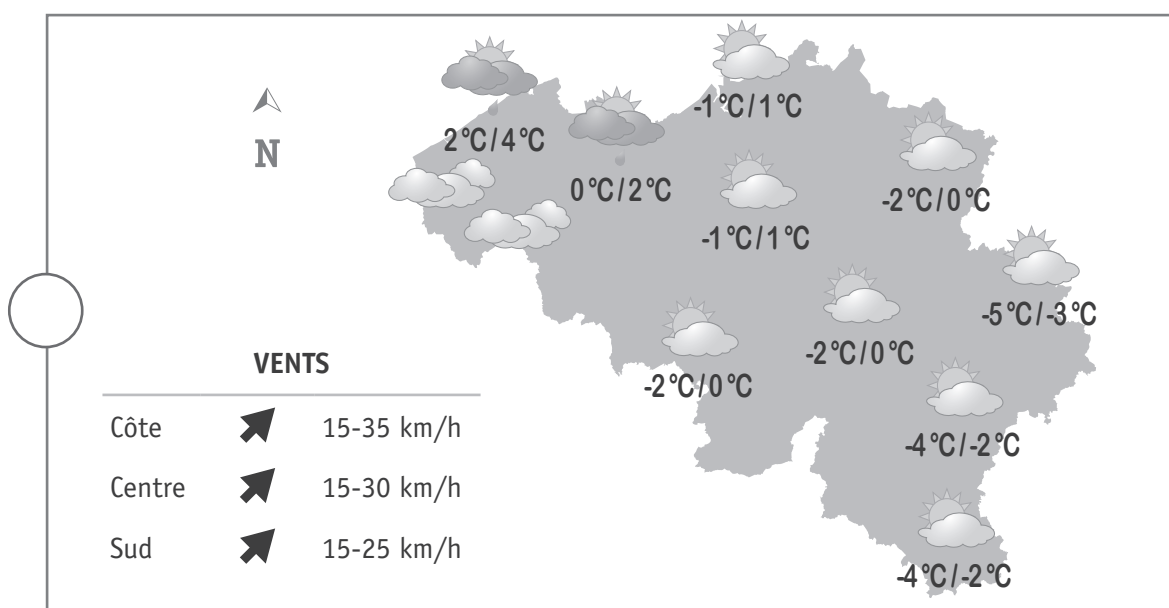 N
-1°C/1°C
2°C/4°C
0°C/2°C
-2°C/0°C
-1°C/1°C
-5°C/-3°C
-2°C/0°C
-2°C/0°C
-4°C/-2°C
-4°C/-2°C
VENTS
Côte 15-35 km/h
Centre 15-30 km/h
Sud 15-25 km/h